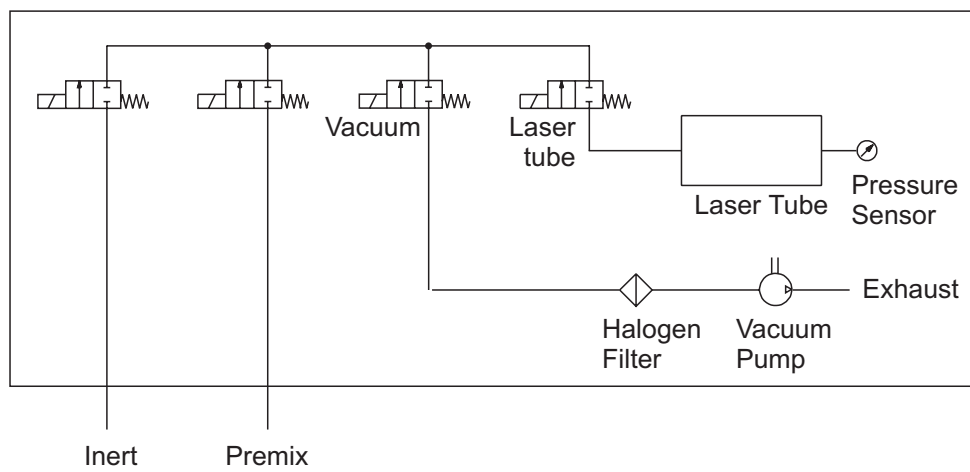 Vacuum
Laser
tube
Laser Tube
Pressure
Sensor
Exhaust
Halogen
Filter
Vacuum
Pump
Inert
Premix